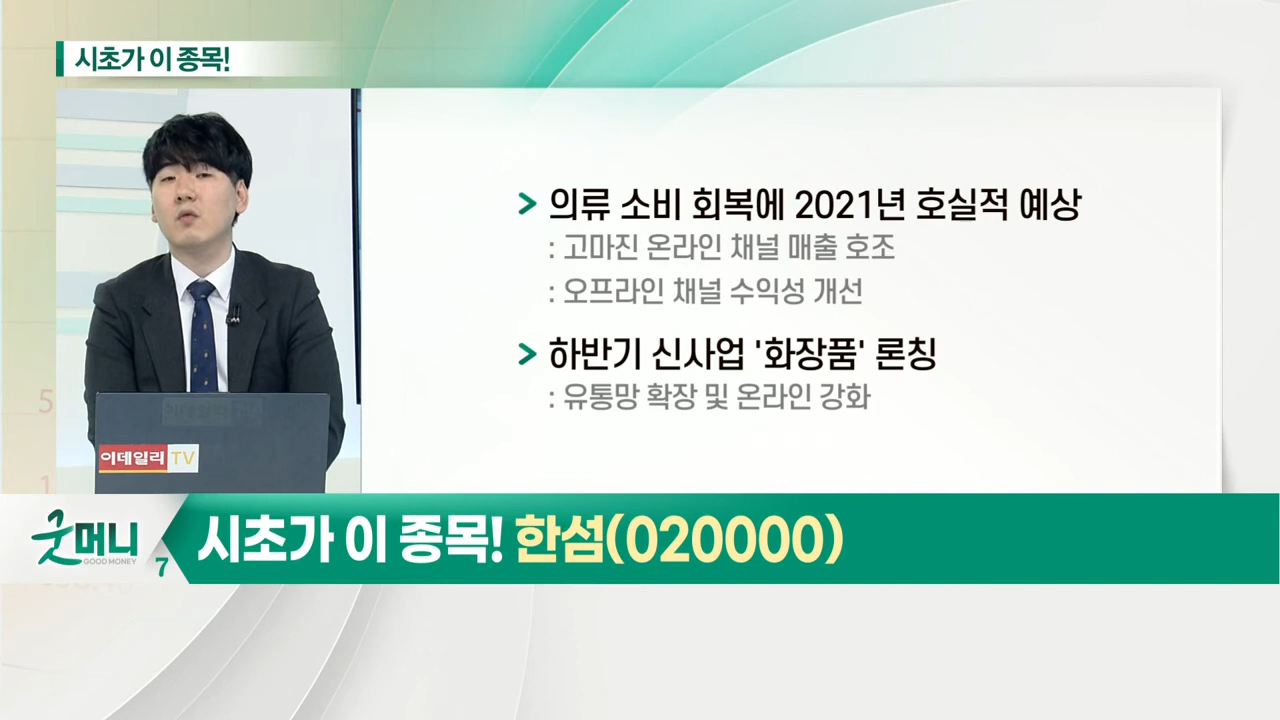 시초가 이 종목!
> 의류 소비 회복에 2021년 호실적 예상
: 고마진 온라인 채널 매출 호조
: 오프라인 채널 수익성 개선
> 하반기 신사업 '화장품' 론칭
: 유통망 확장 및 온라인 강화
5
1
이데일리 TV
굿머니
GOOD MONEY
7
시초가 이 종목! 한섬(020000)